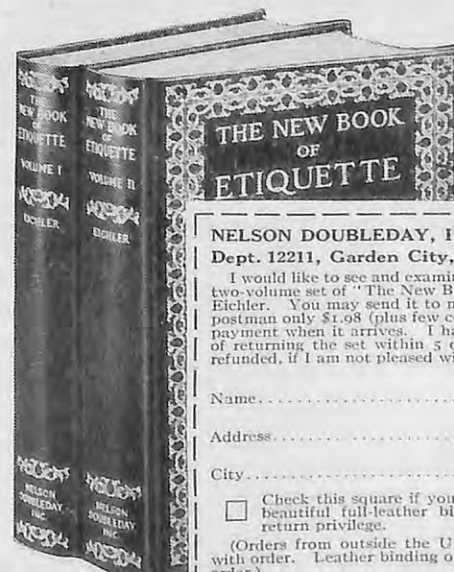 THE
NEW BOOK
OF
ETIQUETTE
VOLUME I
EICHLER
NELSON
DOUBLEDAY
INC.
THE
NEW BOOK
OF
ETIQUETTE
VOLUME II
EICHLER
NELSON
DOUBLEDAY
INC.
THE NEW BOOK
OF
ETIQUETTE
NELSON DOUBLEDAY, I
Dept. 12211, Garden City,
I would like to see and examin
two-volume set of "The New B
Eichler. You may send it to m
postman only $1.98 (plus few c
payment when it arrives. I ha
of returning the set within 5
refunded, if I am not pleased wi
Name
Address
City
Check this square if you
beautiful full-leather bi
return privilege.
(Orders from outside the U
with order. Leather binding o
order.)